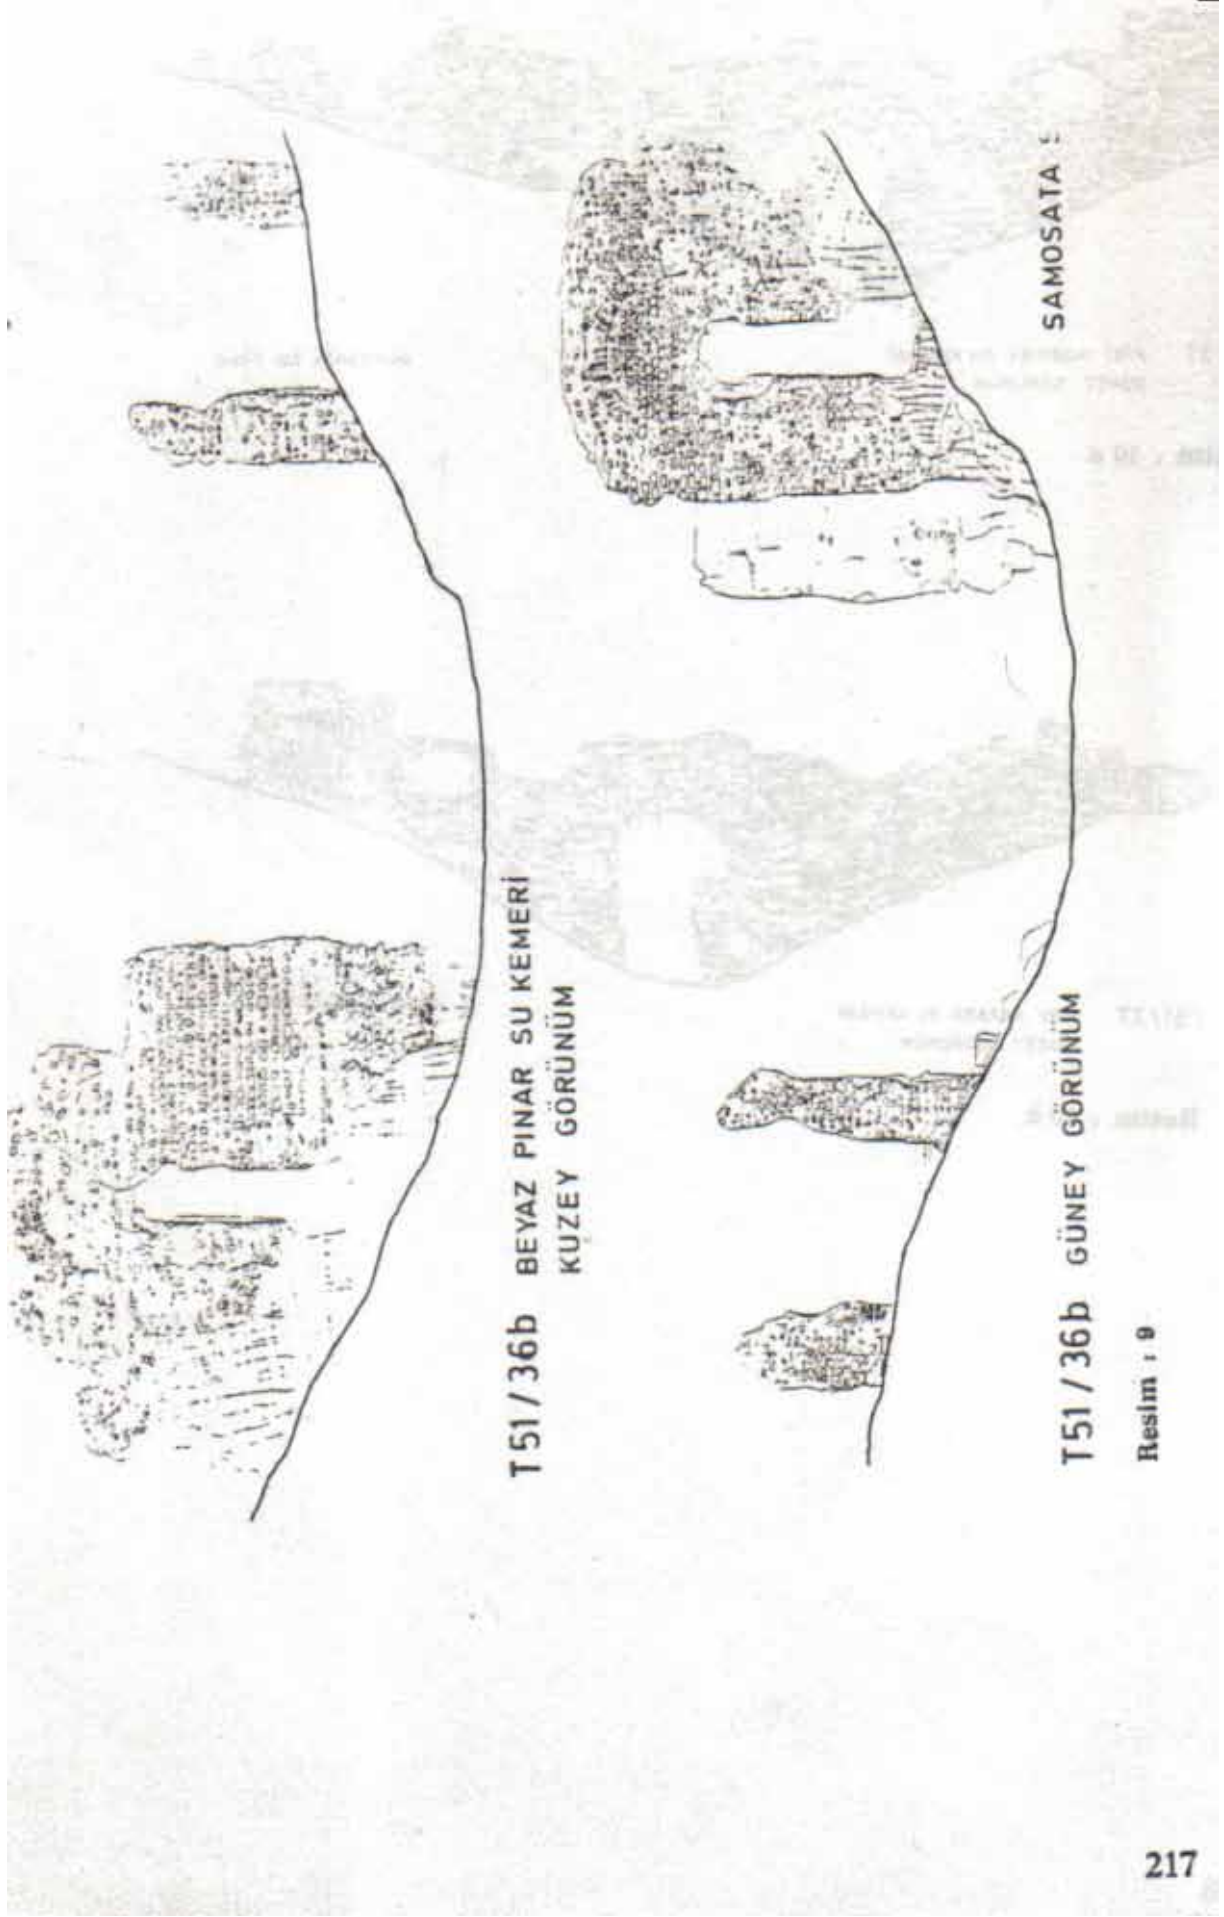 T51/36b BEYAZ PINAR SU KEMERİ
KUZEY GÖRÜNÜM
SAMOSATA
T51/36b GÜNEY GÖRÜNÜM
Resim : 9
217